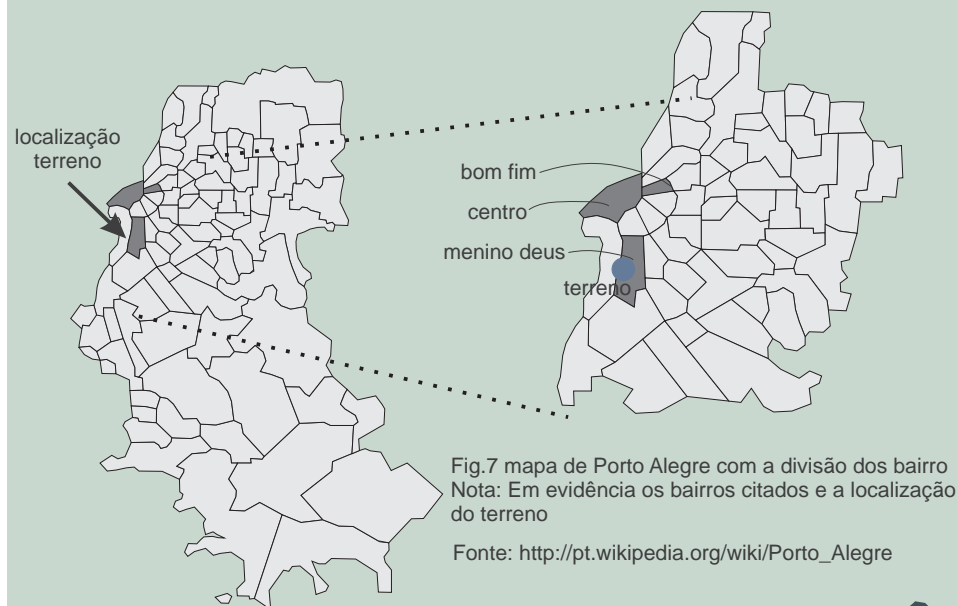 localização
terreno
bom fim
centro
menino deus
terreno
Fig.7 mapa de Porto Alegre com a divisão dos bairro
Nota: Em evidência os bairros citados e a localização
do terreno
Fonte: http://pt.wikipedia.org/wiki/Porto_Alegre